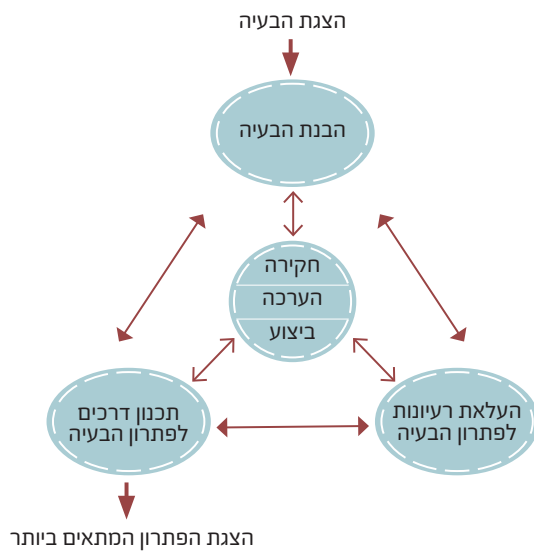 הצגת הבעיה
הבנת הבעיה
חקירה
הערכה
ביצוע
העלאת רעיונות
לפתרון הבעיה
תכנון דרכים
לפתרון הבעיה
הצגת הפתרון המתאים ביותר